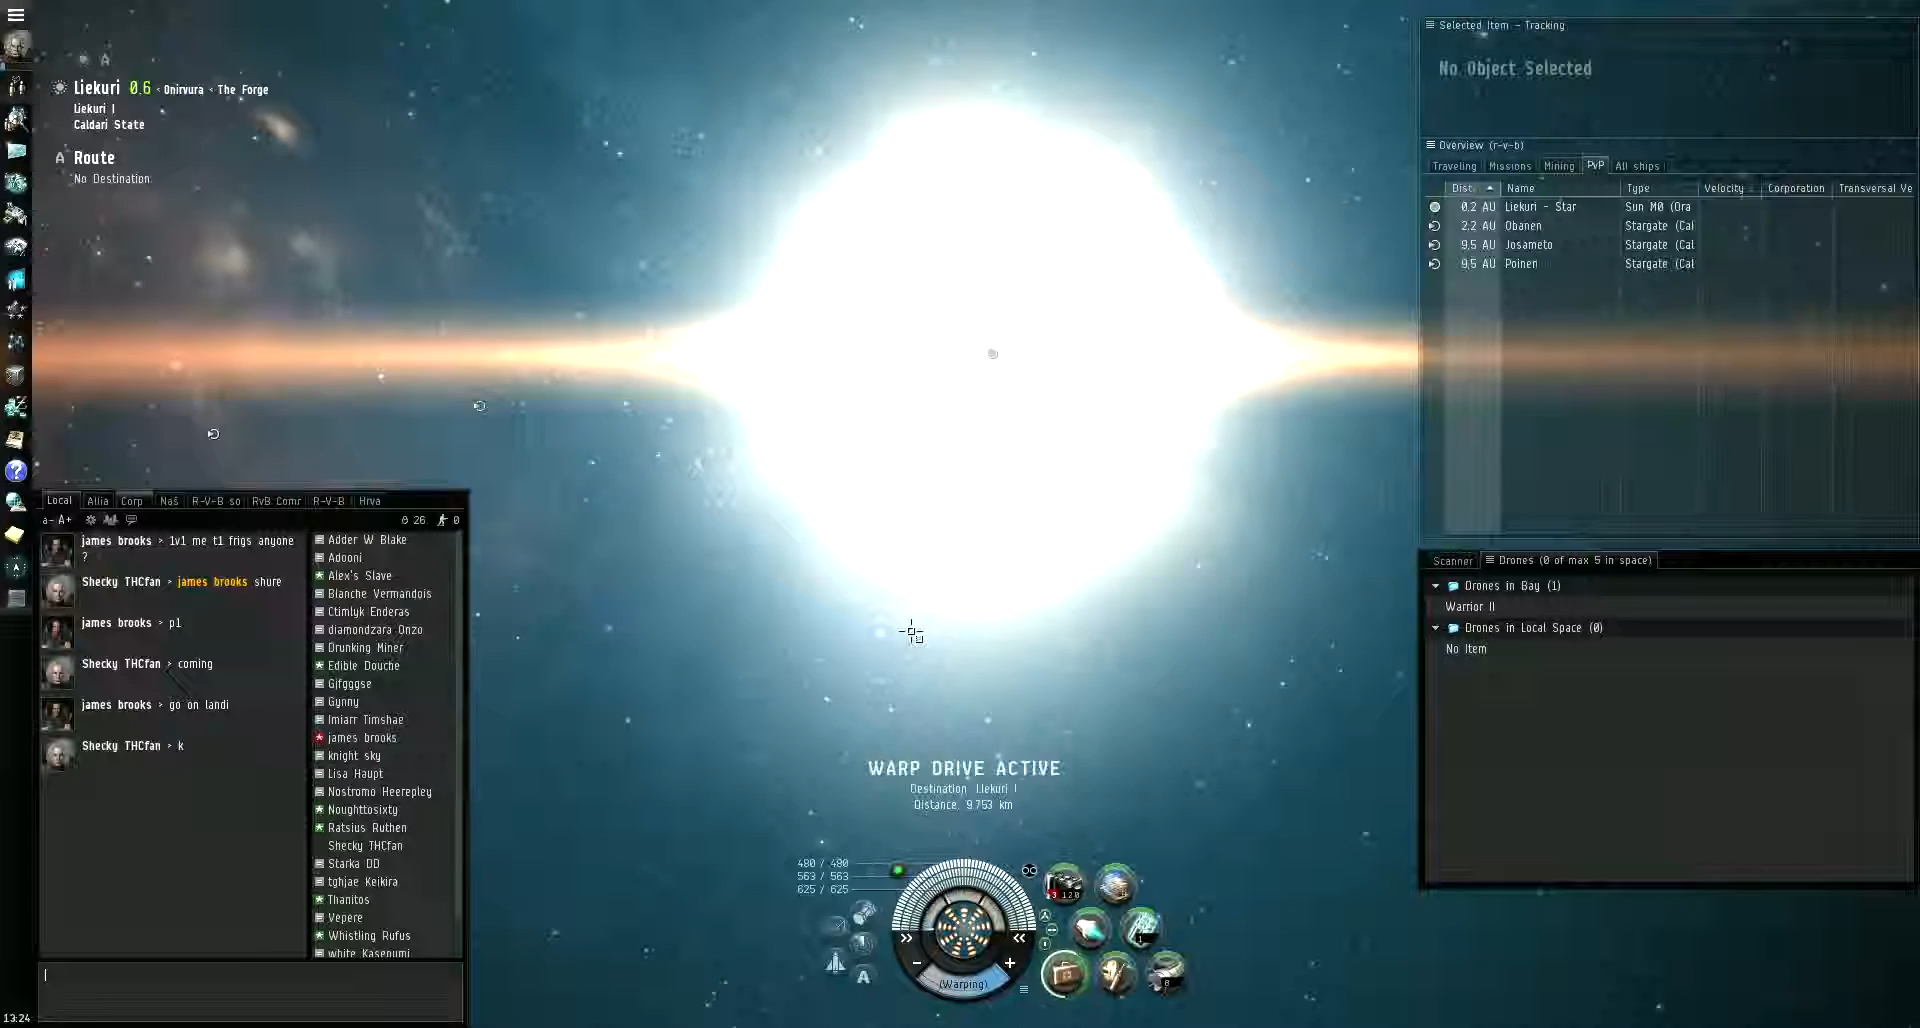 Liekuri 0.6 < Onirvura < The Forge
Liekuri I
Caldari State
Route
No Destination
Selected Item - Tracking
No Object Selected
Overview (r-v-b)
Traveling Missions Mining PvP All ships
Dist. Name Type Velocity Corporation Transversal Ve
0.2 AU Liekuri - Star Sun M0 (Ora
2.2 AU Obanen Stargate (Cal
9.5 AU Josameto Stargate (Cal
9.5 AU Poinen Stargate (Cal
Local Allia Corp Naš R-V-B so RvB Comr R-V-B Hrva
a- A+ 26 0
james brooks > 1v1 me t1 frigs anyone
?
Shecky THCfan > james brooks shure
james brooks > p1
Shecky THCfan > coming
james brooks > go on landi
Shecky THCfan > k
Adder W Blake
Adooni
Alex's Slave
Blanche Vermandois
Ctimlyk Enderas
diamondzara Onzo
Drunking Miner
Edible Douche
Gjfgggse
Gynny
Imiarr Timshae
james brooks
knight sky
Lisa Haupt
Nostromo Heerepley
Noughttosixty
Ratsius Ruthen
Shecky THCfan
Starka DD
tghjae Keikira
Thanitos
Vepere
Whistling Rufus
white Kasenumi
WARP DRIVE ACTIVE
Destination Liekuri I
Distance: 9.753 km
480 / 480
563 / 563
625 / 625
3 120
1
8
(Warping)
A
Scanner Drones (0 of max 5 in space)
Drones in Bay (1)
Warrior II
Drones in Local Space (0)
No Item
13:24